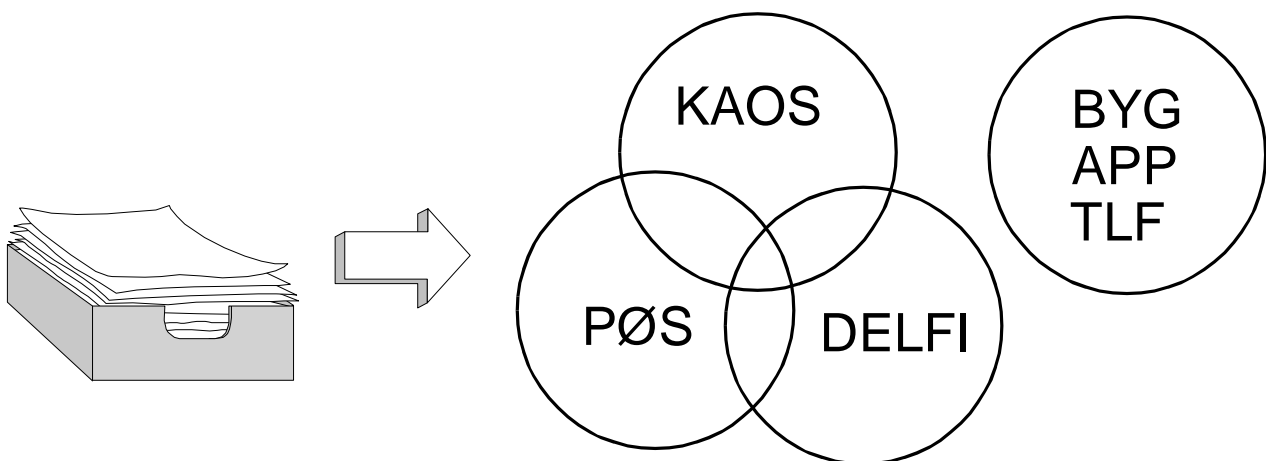 KAOS
BYG
APP
TLF
PØS
DELFI